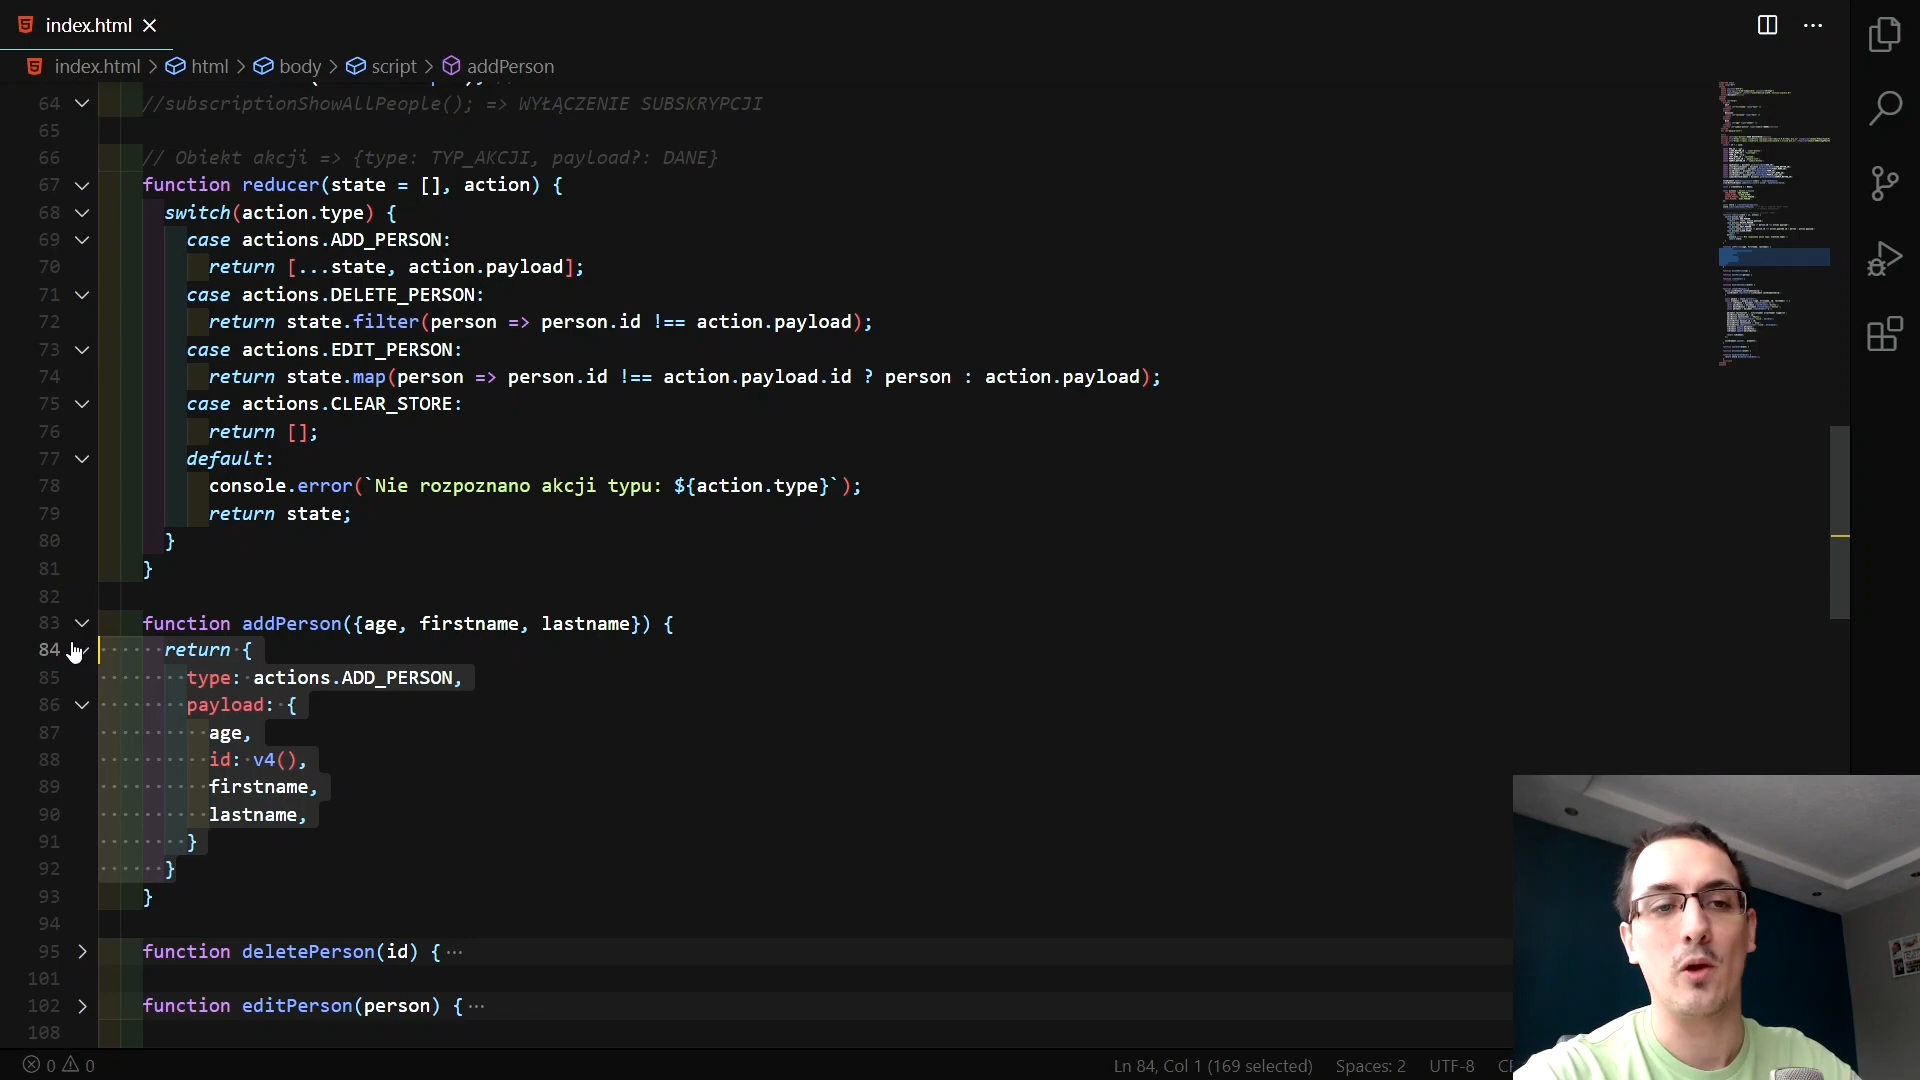 index.html
index.html > html > body > script > addPerson
64 //subscriptionShowAllPeople(); => WYŁĄCZENIE SUBSKRYPCJI
65
66 // Obiekt akcji => {type: TYP_AKCJI, payload?: DANE}
67 function reducer(state = [], action) {
68 switch(action.type) {
69 case actions.ADD_PERSON:
70 return [...state, action.payload];
71 case actions.DELETE_PERSON:
72 return state.filter(person => person.id !== action.payload);
73 case actions.EDIT_PERSON:
74 return state.map(person => person.id !== action.payload.id ? person : action.payload);
75 case actions.CLEAR_STORE:
76 return [];
77 default:
78 console.error(`Nie rozpoznano akcji typu: ${action.type}`);
79 return state;
80 }
81 }
82
83 function addPerson({age, firstname, lastname}) {
84 return {
85 type: actions.ADD_PERSON,
86 payload: {
87 age,
88 id: v4(),
89 firstname,
90 lastname,
91 }
92 }
93 }
94
95 function deletePerson(id) {···
101
102 function editPerson(person) {···
108
0 0 Ln 84, Col 1 (169 selected) Spaces: 2 UTF-8